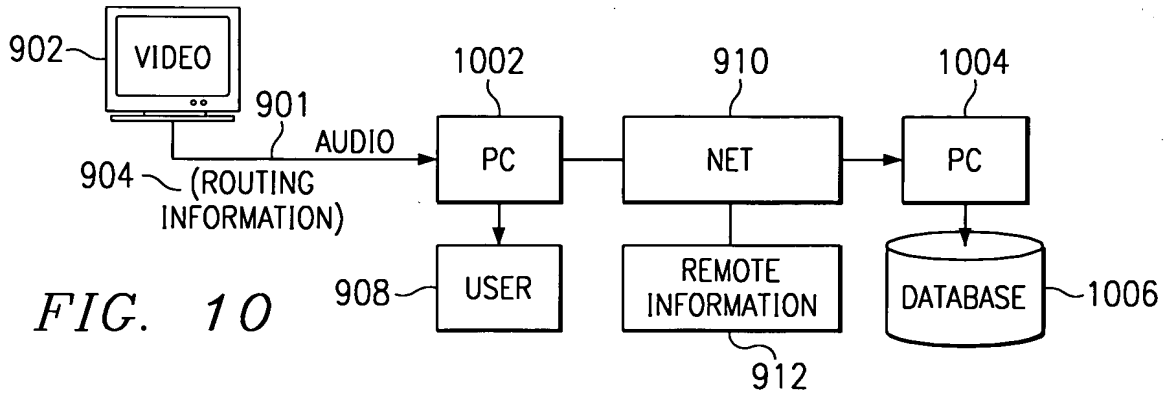 902
VIDEO
901
AUDIO
904
(ROUTING
INFORMATION)
1002
PC
910
NET
1004
PC
908
USER
REMOTE
INFORMATION
912
DATABASE
1006
FIG. 10